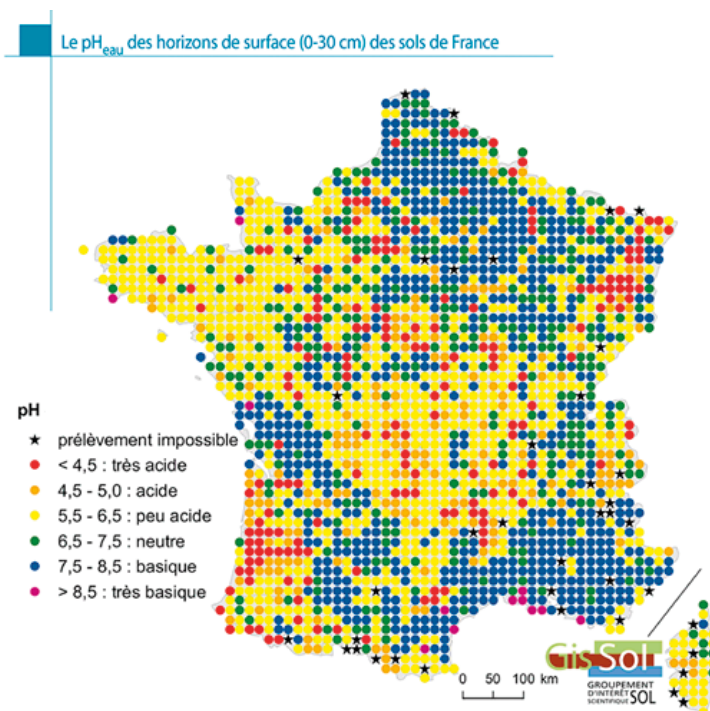 Le pHeau des horizons de surface (0-30 cm) des sols de France
pH
prélèvement impossible
< 4,5 : très acide
4,5 - 5,0 : acide
5,5 - 6,5 : peu acide
6,5 - 7,5 : neutre
7,5 - 8,5 : basique
> 8,5 : très basique
0 50 100 km
Gis Sol
GROUPEMENT
D'INTÉRÊT
SCIENTIFIQUE SOL